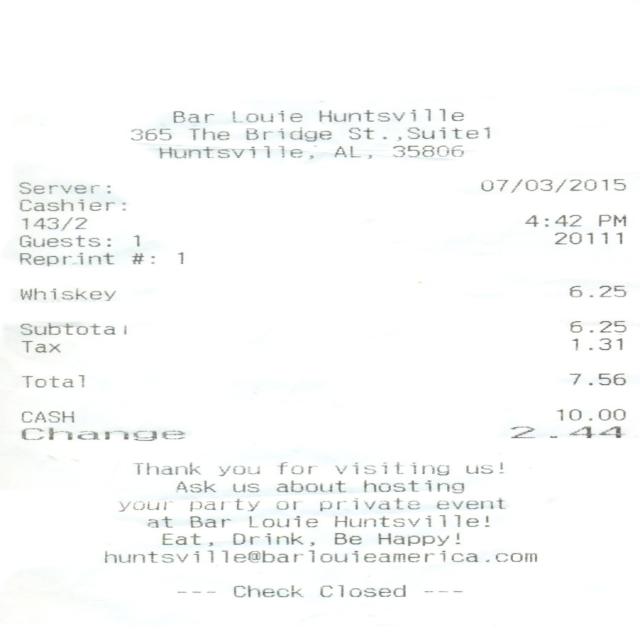 Bar Louie Huntsville
365 The Bridge St.,Suite1
Huntsville, AL, 35806
Server: 07/03/2015
Cashier:
143/2 4:42 PM
Guests: 1 20111
Reprint #: 1
Whiskey 6.25
Subtotal 6.25
Tax 1.31
Total 7.56
CASH 10.00
Change 2.44
Thank you for visiting us!
Ask us about hosting
your party or private event
at Bar Louie Huntsville!
Eat, Drink, Be Happy!
huntsville@barlouieamerica.com
--- Check Closed ---